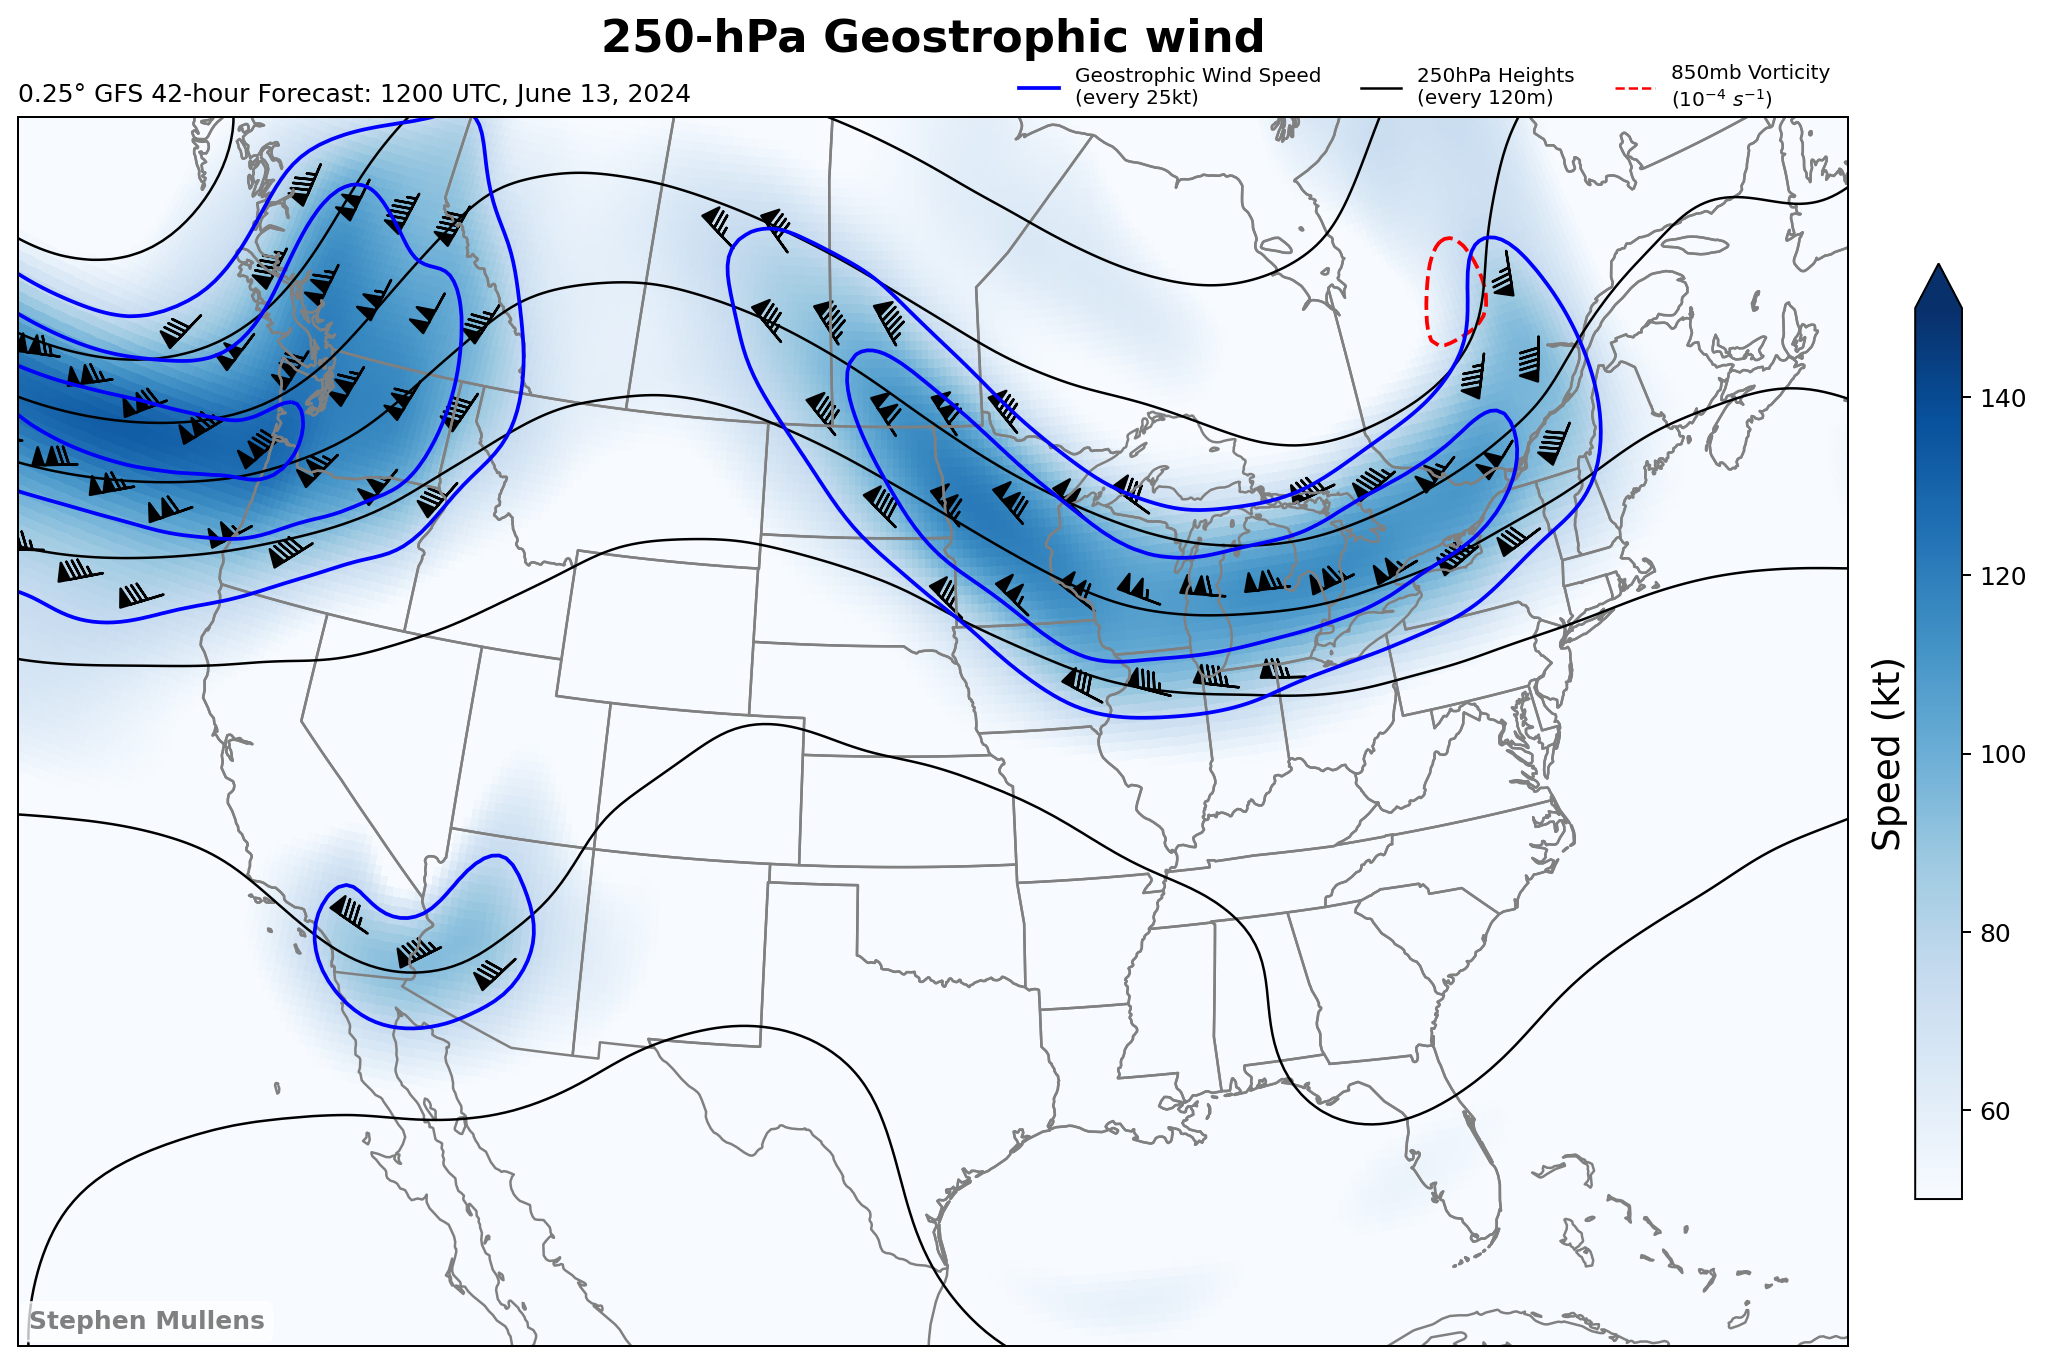 250-hPa Geostrophic wind
0.25° GFS 42-hour Forecast: 1200 UTC, June 13, 2024
Geostrophic Wind Speed
(every 25kt)
250hPa Heights
(every 120m)
850mb Vorticity
(10⁻⁴ s⁻¹)
140
120
100
80
60
Speed (kt)
Stephen Mullens